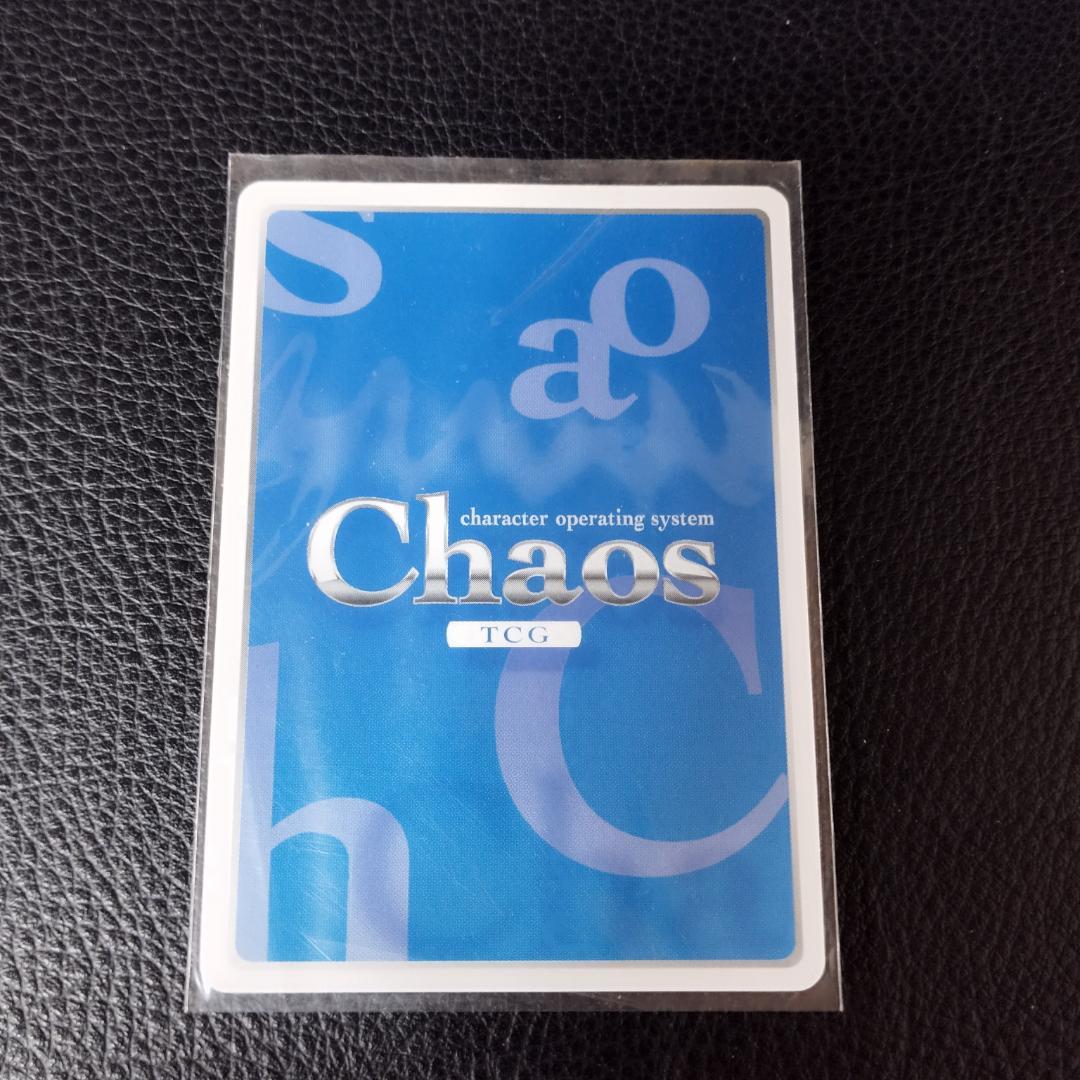 s
o
a
character operating system
Chaos
TCG
C
h